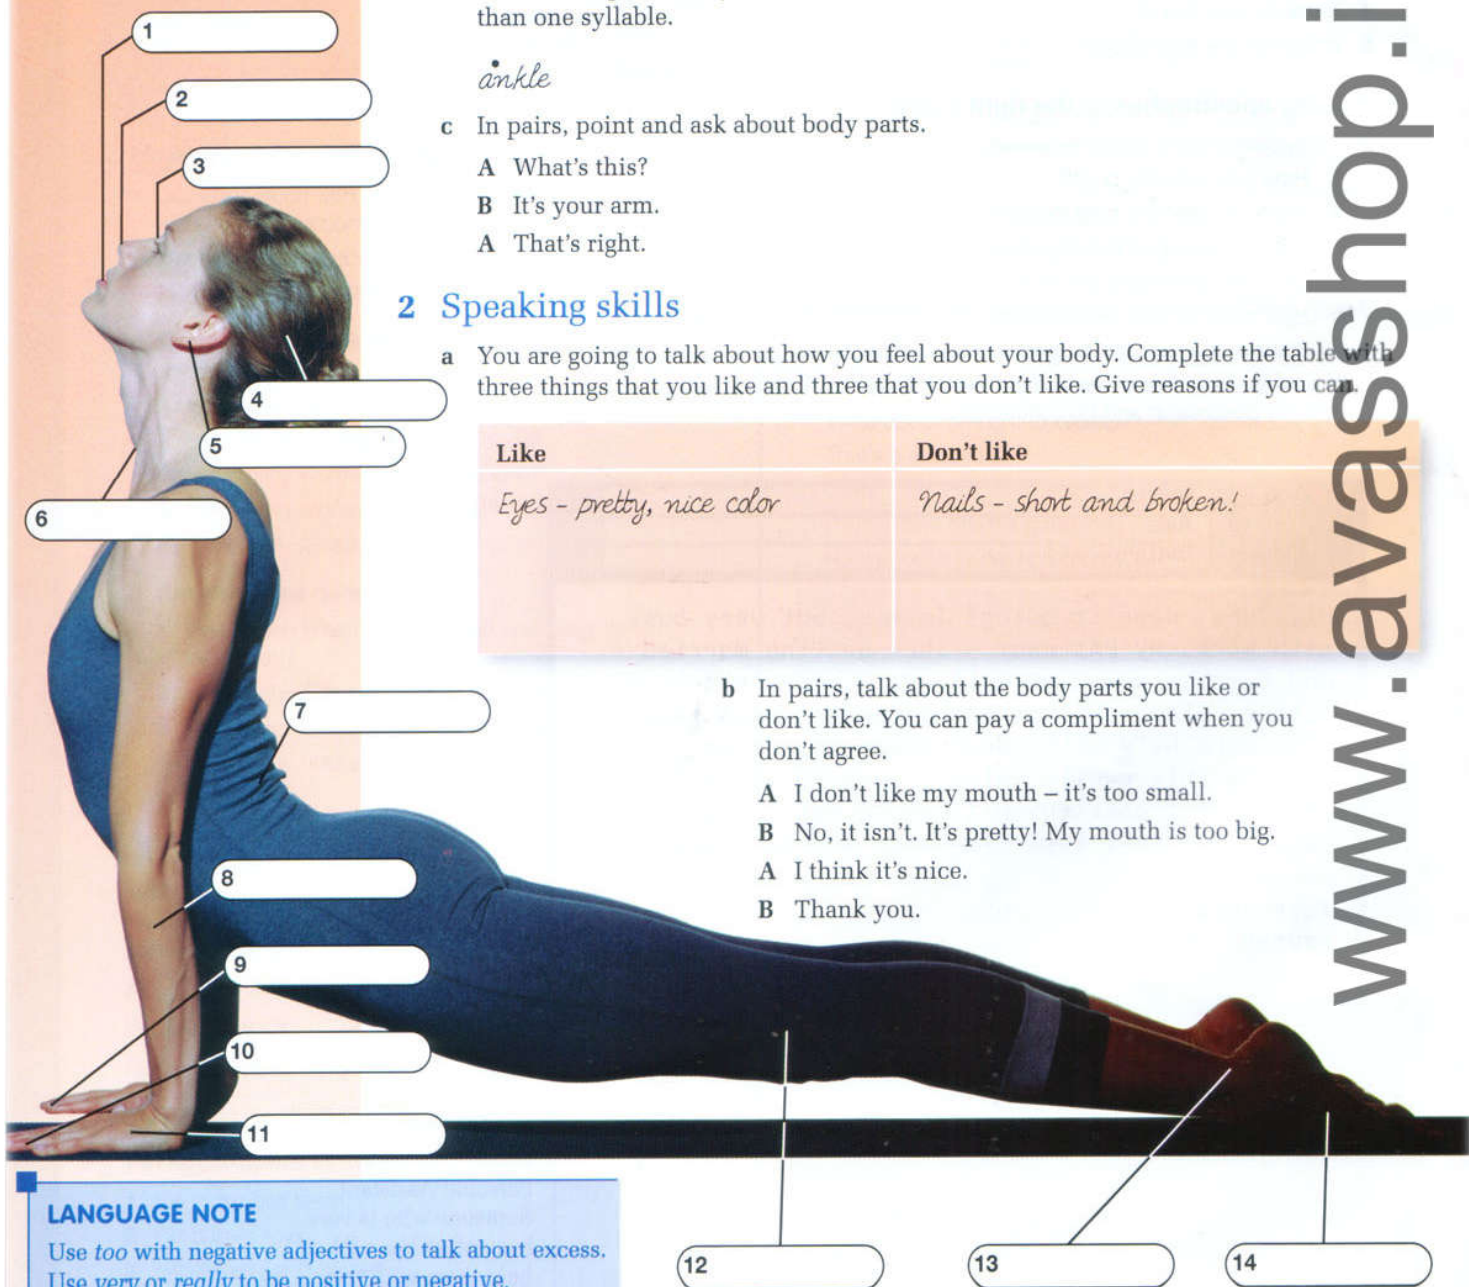 than one syllable.
ankle
c In pairs, point and ask about body parts.
A What's this?
B It's your arm.
A That's right.
2 Speaking skills
a You are going to talk about how you feel about your body. Complete the table with
three things that you like and three that you don't like. Give reasons if you can.
Like Don't like
Eyes - pretty, nice color Nails - short and broken!
b In pairs, talk about the body parts you like or
don't like. You can pay a compliment when you
don't agree.
A I don't like my mouth – it's too small.
B No, it isn't. It's pretty! My mouth is too big.
A I think it's nice.
B Thank you.
1
2
3
4
5
6
7
8
9
10
11
12
13
14
LANGUAGE NOTE
Use too with negative adjectives to talk about excess.
Use very or really to be positive or negative.
www.avasshop.i